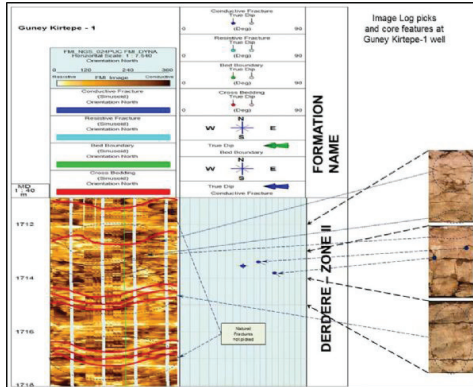 Guney Kirtepe - 1
Conductive Fracture
True Dip
0 (Deg) 90
Resistive Fracture
True Dip
0 (Deg) 90
Bed Boundary
True Dip
0 (Deg) 90
Cross Bedding
True Dip
0 (Deg) 90
Orientation North
0 120 240 360
Resistive FMI Image Conductive
Conductive Fracture
(Sinusoid)
Orientation North
Resistive Fracture
(Sinusoid)
Orientation North
Bed Boundary
(Sinusoid)
Orientation North
Cross Bedding
(Sinusoid)
Orientation North
N
W E
S
True Dip
Bed Boundary
N
W E
S
True Dip
Conductive Fracture
FORMATION
NAME
MD
1 : 40
m
1712
1714
1716
1718
Natural
Fractures
not picked
DERDERE - ZONE II
Image Log picks
and core features at
Guney Kirtepe-1 well